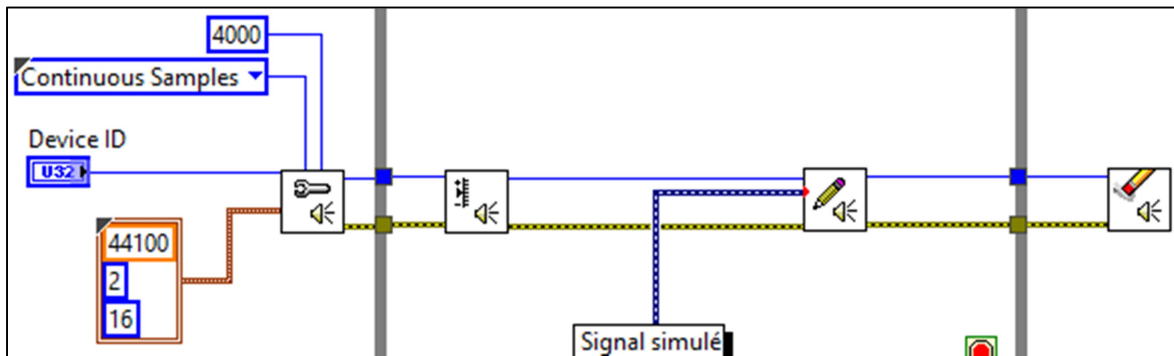 4000
Continuous Samples
Device ID
U32
44100
2
16
Signal simulé